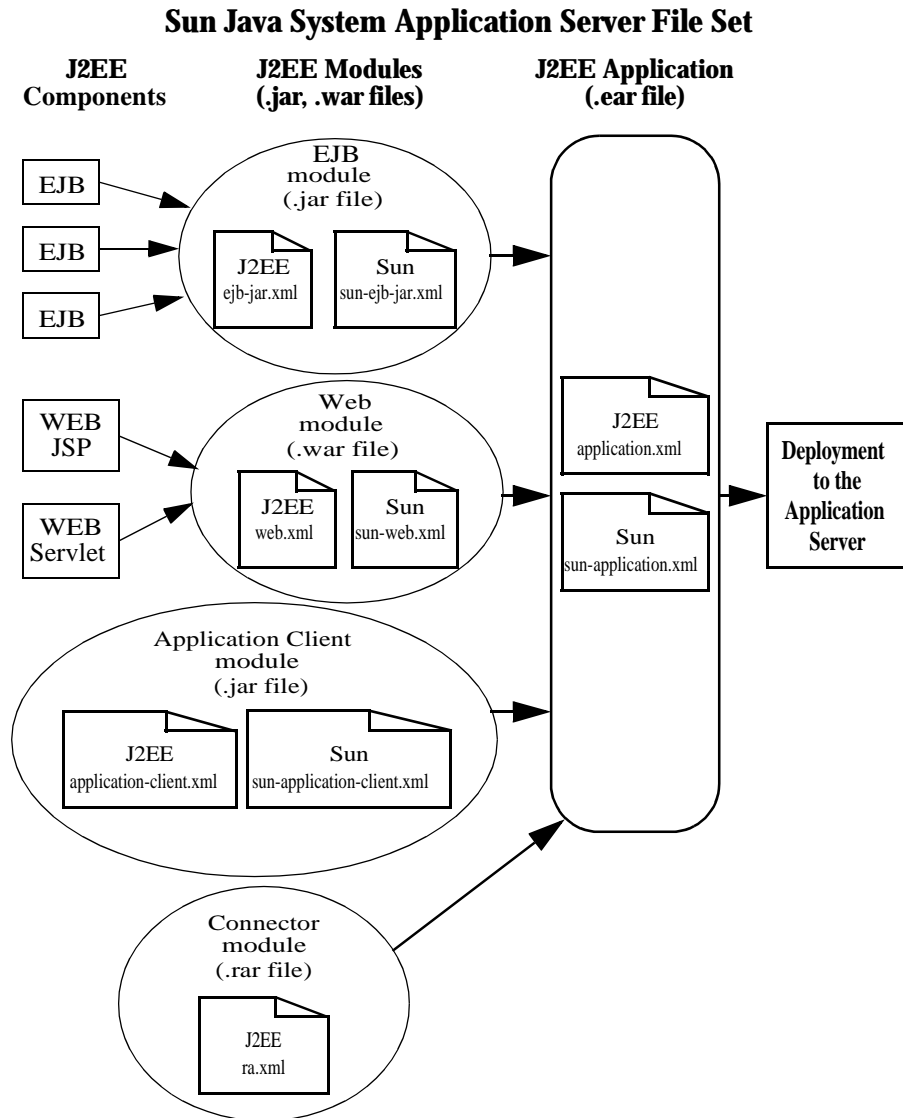 Sun Java System Application Server File Set
J2EE
Components
J2EE Modules
(.jar, .war files)
J2EE Application
(.ear file)
EJB
EJB
EJB
EJB
module
(.jar file)
J2EE
ejb-jar.xml
Sun
sun-ejb-jar.xml
WEB
JSP
WEB
Servlet
Web
module
(.war file)
J2EE
web.xml
Sun
sun-web.xml
J2EE
application.xml
Sun
sun-application.xml
Deployment
to the
Application
Server
Application Client
module
(.jar file)
J2EE
application-client.xml
Sun
sun-application-client.xml
Connector
module
(.rar file)
J2EE
ra.xml